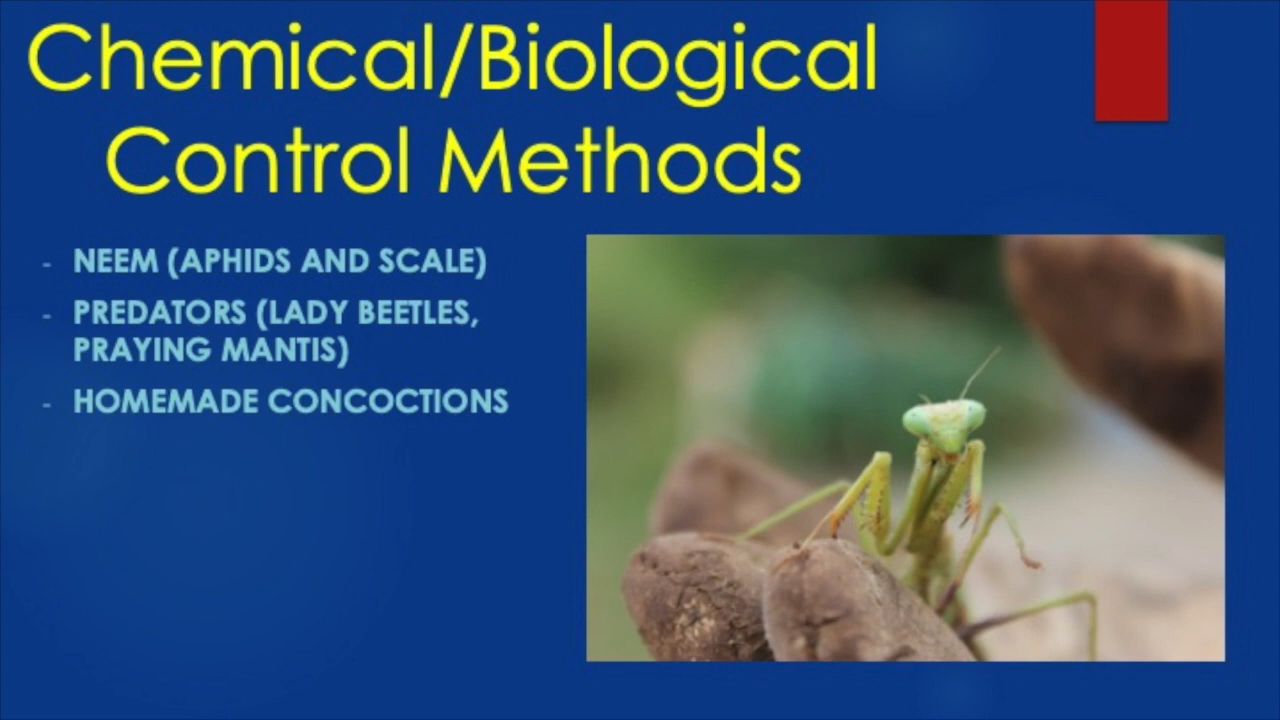 Chemical/Biological
Control Methods
- NEEM (APHIDS AND SCALE)
- PREDATORS (LADY BEETLES,
PRAYING MANTIS)
- HOMEMADE CONCOCTIONS